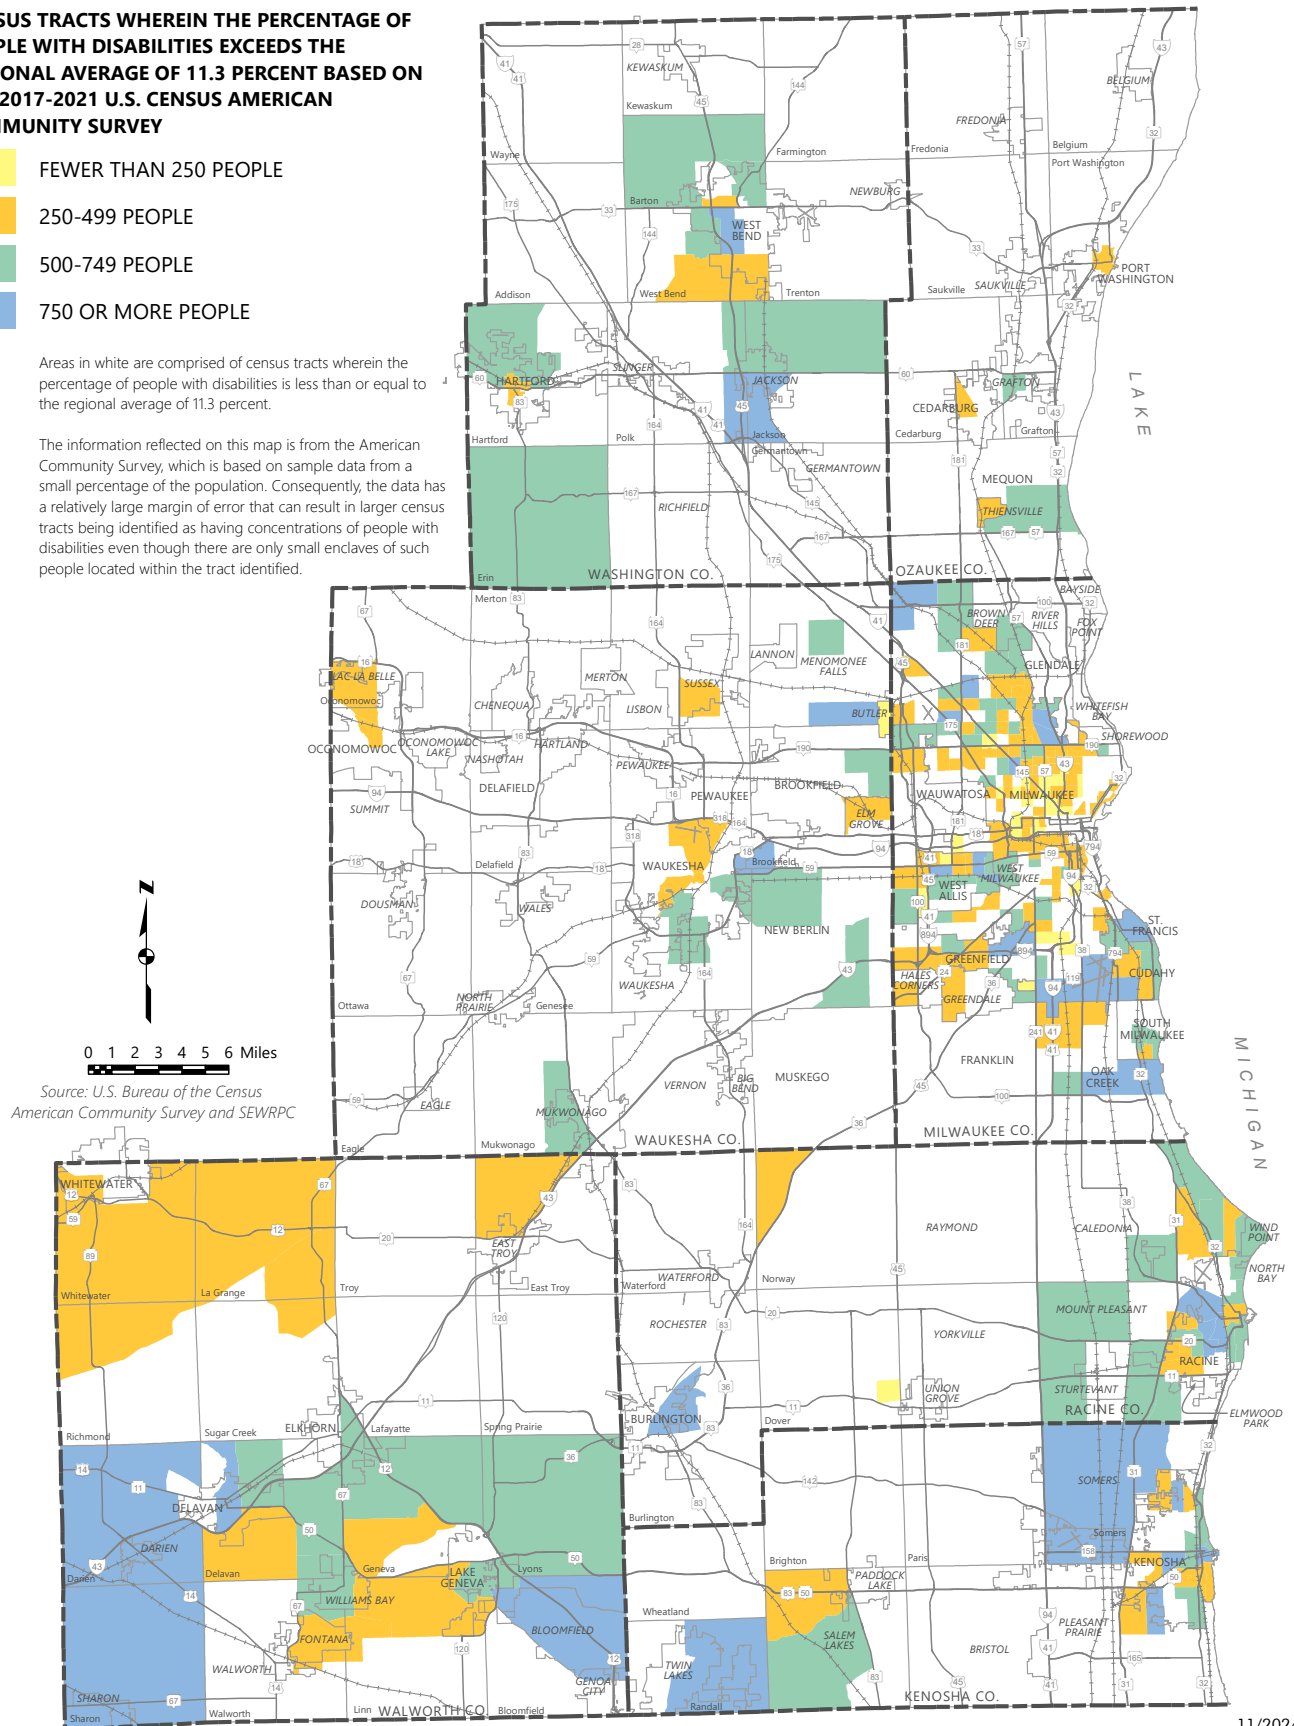 SUS TRACTS WHEREIN THE PERCENTAGE OF
PLE WITH DISABILITIES EXCEEDS THE
IONAL AVERAGE OF 11.3 PERCENT BASED ON
2017-2021 U.S. CENSUS AMERICAN
MUNITY SURVEY
FEWER THAN 250 PEOPLE
250-499 PEOPLE
500-749 PEOPLE
750 OR MORE PEOPLE
Areas in white are comprised of census tracts wherein the
percentage of people with disabilities is less than or equal to
the regional average of 11.3 percent.
The information reflected on this map is from the American
Community Survey, which is based on sample data from a
small percentage of the population. Consequently, the data has
a relatively large margin of error that can result in larger census
tracts being identified as having concentrations of people with
disabilities even though there are only small enclaves of such
people located within the tract identified.
N
0 1 2 3 4 5 6 Miles
Source: U.S. Bureau of the Census
American Community Survey and SEWRPC
KEWASKUM
Kewaskum
Wayne
Farmington
Barton
NEWBURG
WEST
BEND
Addison
West Bend
Trenton
SLINGER
HARTFORD
JACKSON
Hartford
Polk
Jackson
Germantown
GERMANTOWN
RICHFIELD
Erin
WASHINGTON CO.
BELGIUM
FREDONIA
Fredonia
Belgium
Port Washington
PORT
WASHINGTON
Saukville
SAUKVILLE
GRAFTON
CEDARBURG
Cedarburg
Grafton
MEQUON
THIENSVILLE
OZAUKEE CO.
LAKE
MICHIGAN
Merton
LAC LA BELLE
Oconomowoc
OCONOMOWOC
OCONOMOWOC
LAKE
CHENEQUA
MERTON
LISBON
SUSSEX
LANNON
MENOMONEE
FALLS
BUTLER
NASHOTAH
HARTLAND
PEWAUKEE
PEWAUKEE
BROOKFIELD
DELAFIELD
SUMMIT
ELM
GROVE
Delafield
WAUKESHA
Brookfield
DOUSMAN
WALES
NEW BERLIN
WAUKESHA
Ottawa
NORTH
PRAIRIE
Genesee
EAGLE
Eagle
MUKWONAGO
Mukwonago
VERNON
BIG
BEND
MUSKEGO
WAUKESHA CO.
BAYSIDE
BROWN
DEER
RIVER
HILLS
FOX
POINT
GLENDALE
WHITEFISH
BAY
SHOREWOOD
WAUWATOSA
MILWAUKEE
WEST
MILWAUKEE
WEST
ALLIS
ST.
FRANCIS
GREENFIELD
CUDAHY
HALES
CORNERS
GREENDALE
SOUTH
MILWAUKEE
FRANKLIN
OAK
CREEK
MILWAUKEE CO.
WHITEWATER
Whitewater
La Grange
Troy
EAST
TROY
East Troy
Richmond
Sugar Creek
ELKHORN
Lafayette
Spring Prairie
DELAVAN
DARIEN
Darien
Delavan
Geneva
LAKE
GENEVA
Lyons
WILLIAMS BAY
FONTANA
BLOOMFIELD
WALWORTH
GENOA
CITY
SHARON
Sharon
Walworth
Linn
WALWORTH CO.
Bloomfield
Waterford
WATERFORD
Norway
RAYMOND
CALEDONIA
WIND
POINT
NORTH
BAY
ROCHESTER
YORKVILLE
MOUNT PLEASANT
RACINE
STURTEVANT
UNION
GROVE
BURLINGTON
Dover
RACINE CO.
ELMWOOD
PARK
Burlington
SOMERS
Somers
Brighton
Paris
PADDOCK
LAKE
KENOSHA
Wheatland
SALEM
LAKES
PLEASANT
PRAIRIE
TWIN
LAKES
BRISTOL
Randall
KENOSHA CO.
11/2024